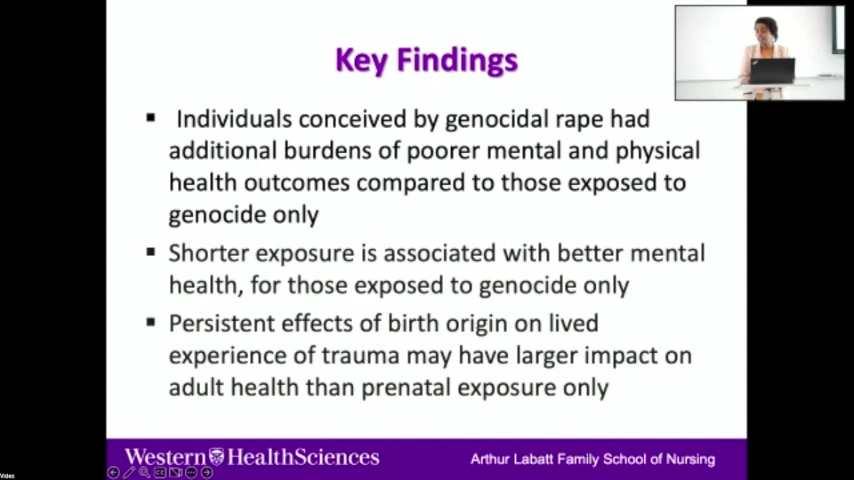 Key Findings
▪ Individuals conceived by genocidal rape had
additional burdens of poorer mental and physical
health outcomes compared to those exposed to
genocide only
▪ Shorter exposure is associated with better mental
health, for those exposed to genocide only
▪ Persistent effects of birth origin on lived
experience of trauma may have larger impact on
adult health than prenatal exposure only
Western HealthSciences
Arthur Labatt Family School of Nursing
Video